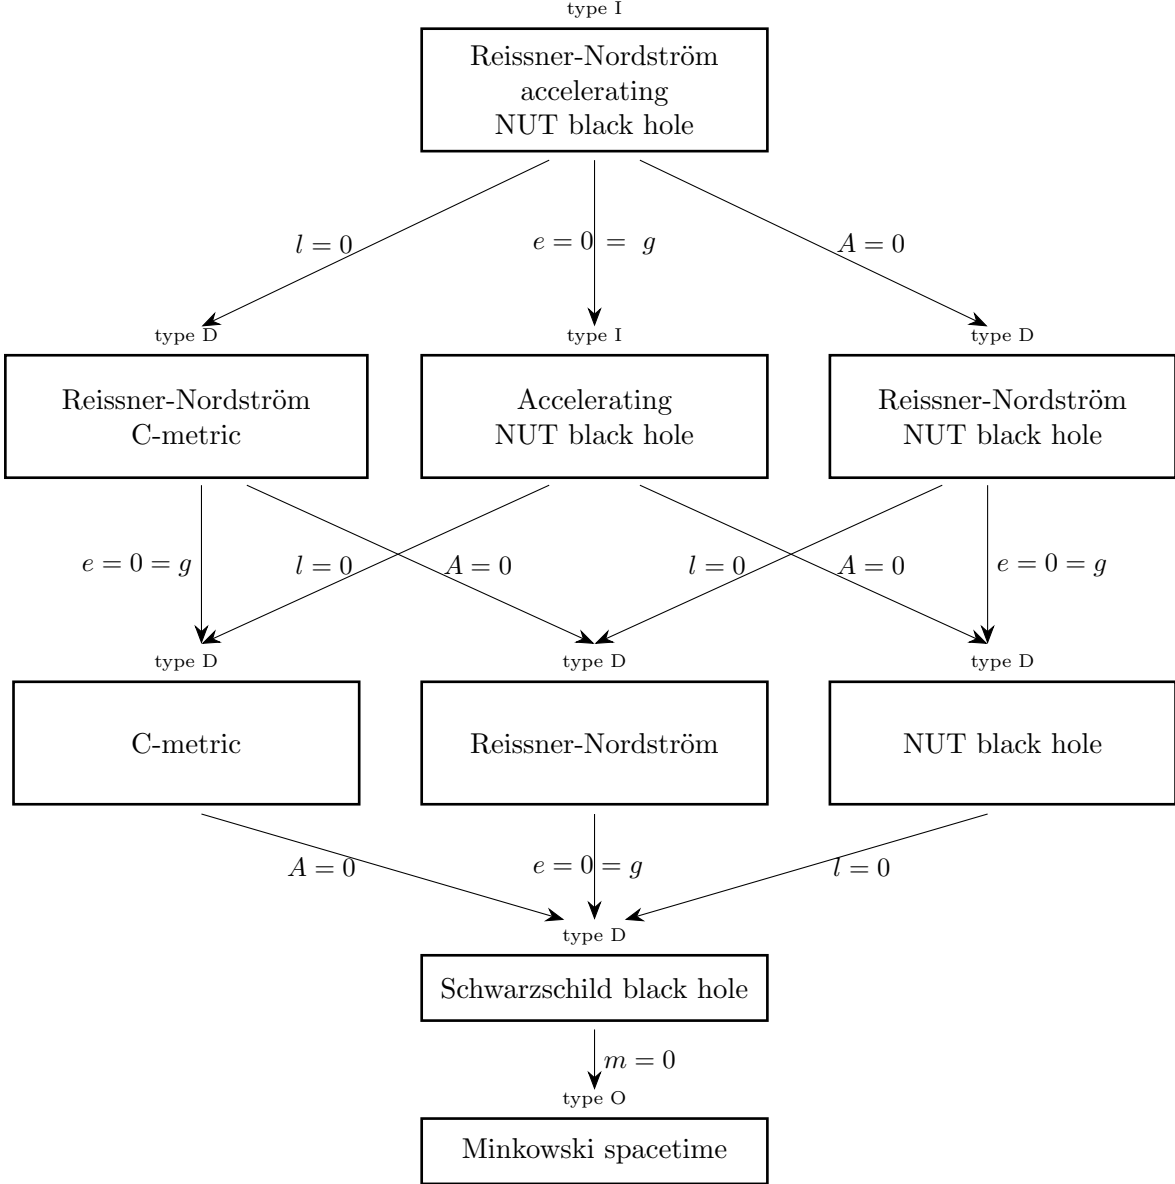 type I
Reissner-Nordström
accelerating
NUT black hole
l = 0
e = 0 = g
A = 0
type D
type I
type D
Reissner-Nordström
C-metric
Accelerating
NUT black hole
Reissner-Nordström
NUT black hole
e = 0 = g
l = 0
A = 0
l = 0
A = 0
e = 0 = g
type D
type D
type D
C-metric
Reissner-Nordström
NUT black hole
A = 0
e = 0 = g
l = 0
type D
Schwarzschild black hole
m = 0
type O
Minkowski spacetime